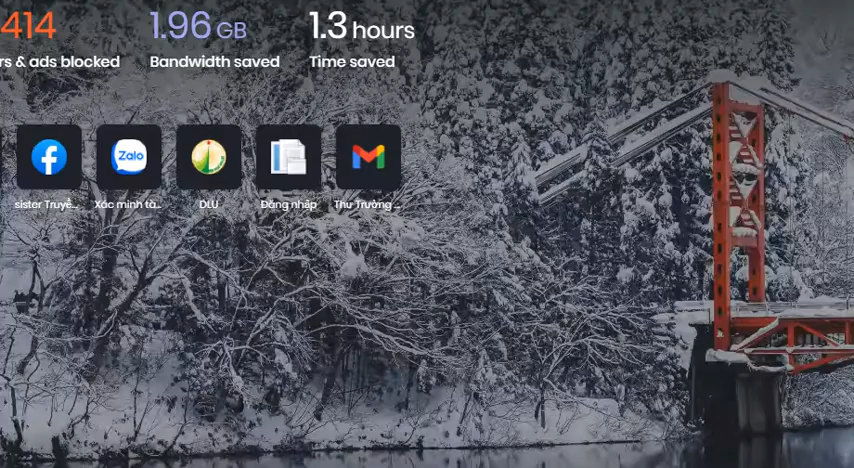 414 1.96 GB 1.3 hours
rs & ads blocked Bandwidth saved Time saved
Zalo
sister Truyề... Xác minh tà... DLU Đăng nhập Thư Trường ...